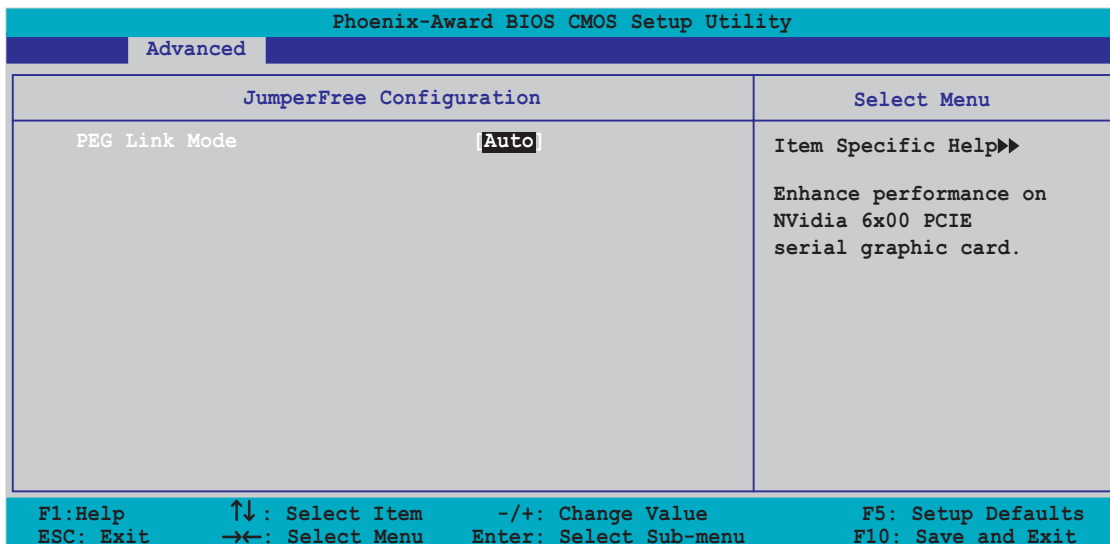 Phoenix-Award BIOS CMOS Setup Utility
Advanced
JumperFree Configuration
Select Menu
PEG Link Mode [Auto]
Item Specific Help▶▶
Enhance performance on
NVidia 6x00 PCIE
serial graphic card.
F1:Help ↑↓ : Select Item -/+: Change Value F5: Setup Defaults
ESC: Exit →←: Select Menu Enter: Select Sub-menu F10: Save and Exit